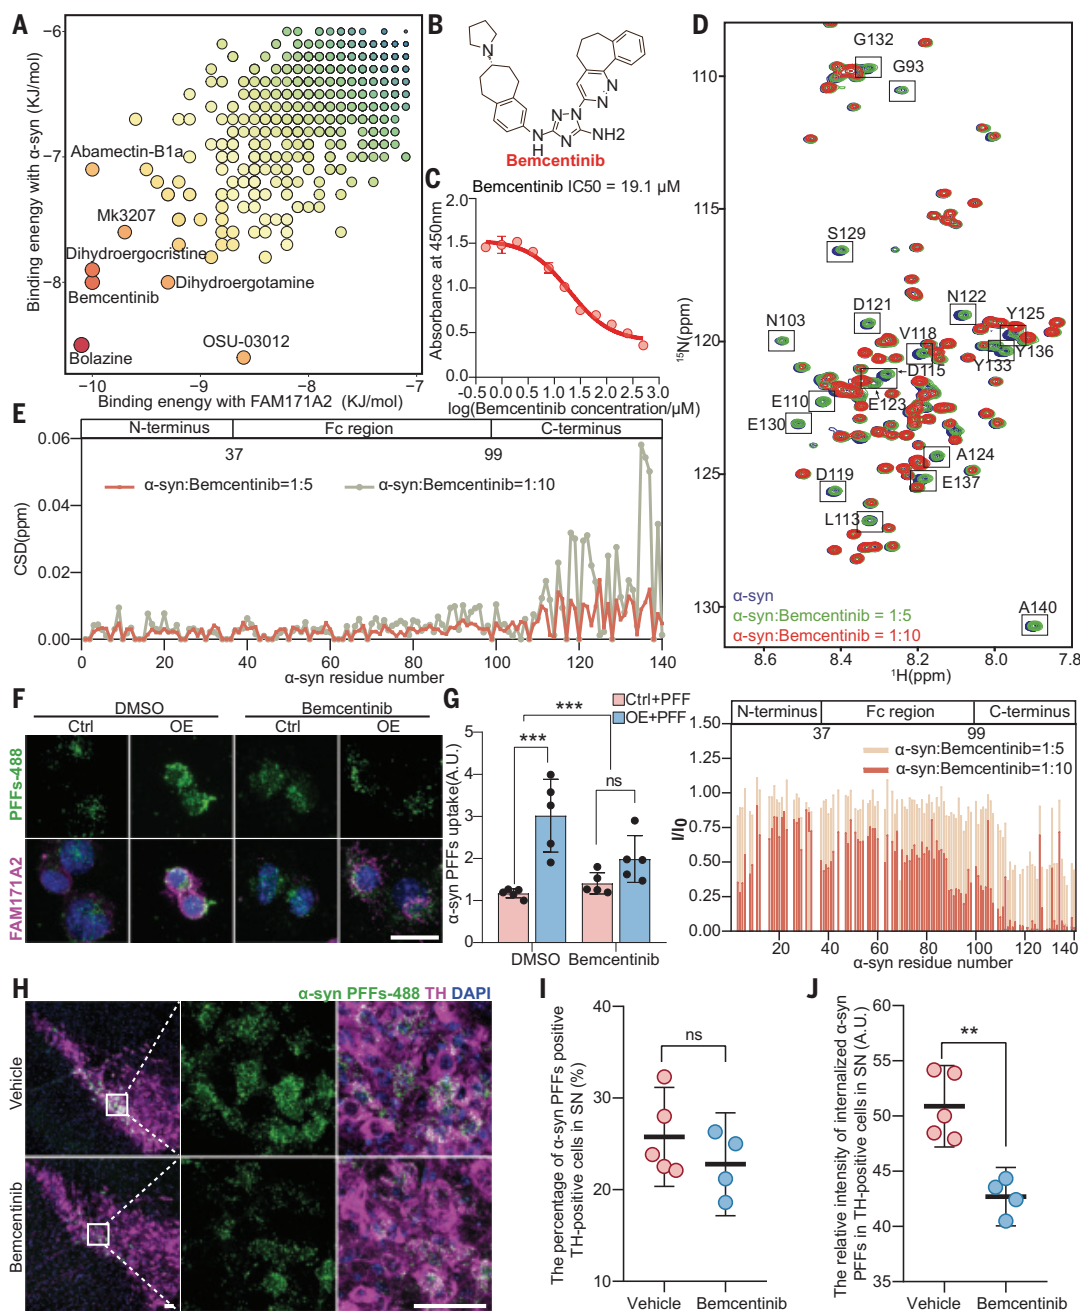 A
Binding energy with α-syn (KJ/mol)
−6
−7
−8
Abamectin-B1a
Mk3207
Dihydroergocristine
Bemcentinib
Dihydroergotamine
OSU-03012
Bolazine
-10
-9
-8
-7
Binding energy with FAM171A2 (KJ/mol)
B
N
N
N
N
N
N
N
H
NH2
Bemcentinib
C
Bemcentinib IC50 = 19.1 μM
Absorbance at 450nm
2.0
1.5
1.0
0.5
0.0
-0.5 0.0 0.5 1.0 1.5 2.0 2.5 3.0
log(Bemcentinib concentration/μM)
D
15N(ppm)
110
115
120
125
130
G132
G93
S129
D121
N122
Y125
N103
V118
Y136
Y133
D115
E110
E123
E130
A124
D119
E137
L113
A140
α-syn
α-syn:Bemcentinib = 1:5
α-syn:Bemcentinib = 1:10
8.6 8.4 8.2 8.0 7.8
1H(ppm)
E
CSD(ppm)
0.06
0.04
0.02
0.00
N-terminus Fc region C-terminus
37 99
α-syn:Bemcentinib=1:5 α-syn:Bemcentinib=1:10
0 20 40 60 80 100 120 140
α-syn residue number
F
DMSO Bemcentinib
Ctrl OE Ctrl OE
PFFs-488
FAM171A2
G
Ctrl+PFF
OE+PFF
α-syn PFFs uptake(A.U.)
5
4
3
2
1
0
***
***
ns
DMSO Bemcentinib
N-terminus Fc region C-terminus
37 99
I/I0
1.50
1.25
1.00
0.75
0.50
0.25
0.00
α-syn:Bemcentinib=1:5
α-syn:Bemcentinib=1:10
20 40 60 80 100 120 140
α-syn residue number
H
α-syn PFFs-488 TH DAPI
Vehicle
Bemcentinib
I
The percentage of α-syn PFFs positive
TH-positive cells in SN (%)
40
30
20
10
ns
Vehicle Bemcentinib
J
The relative intensity of internalized α-syn
PFFs in TH-positive cells in SN (A.U.)
60
55
50
45
40
35
**
Vehicle Bemcentinib